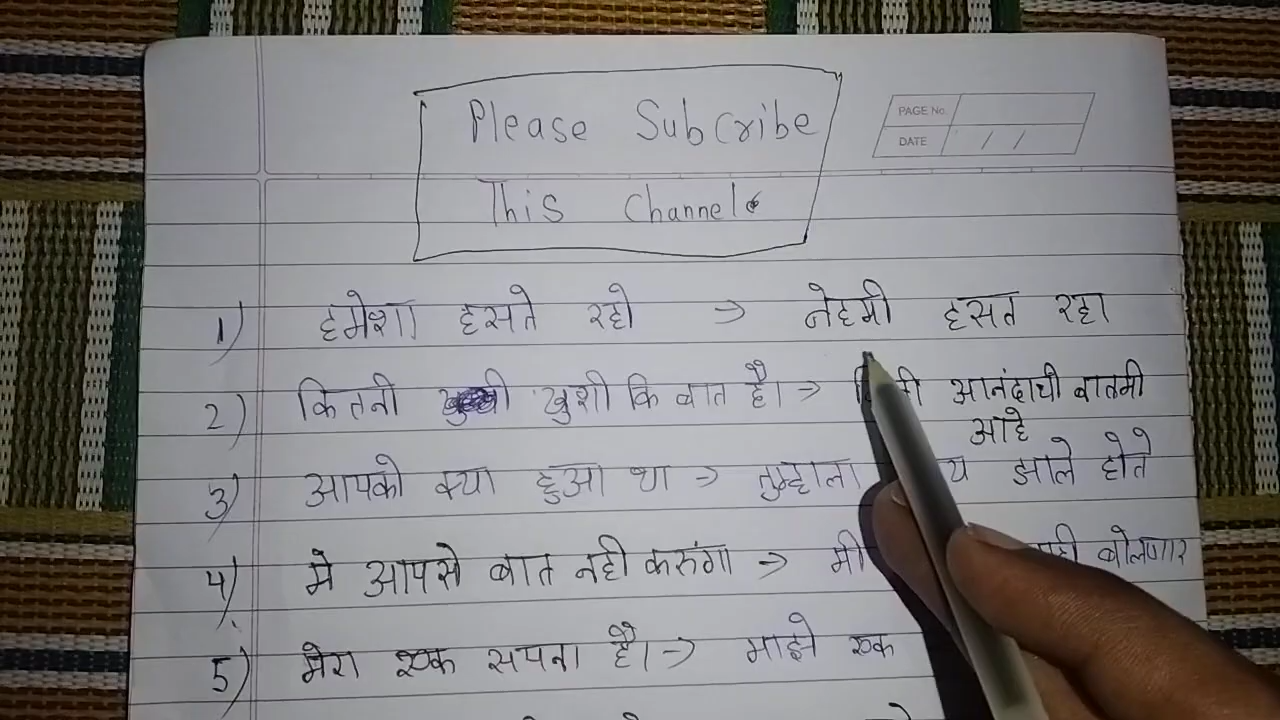 Please Subcribe
This Channel
PAGE No.
DATE / /
1) हमेशा हसते रहो => नेहमी हसत रहा
2) कितनी खुशी कि बात है। => आनंदाची बातमी
आहे
3) आपको क्या हुआ था => तुम्हाला झाले होते
4) मे आपसे बात नही करुंगा => मी बोलणार
5) मेरा एक सपना है। => माझे एक